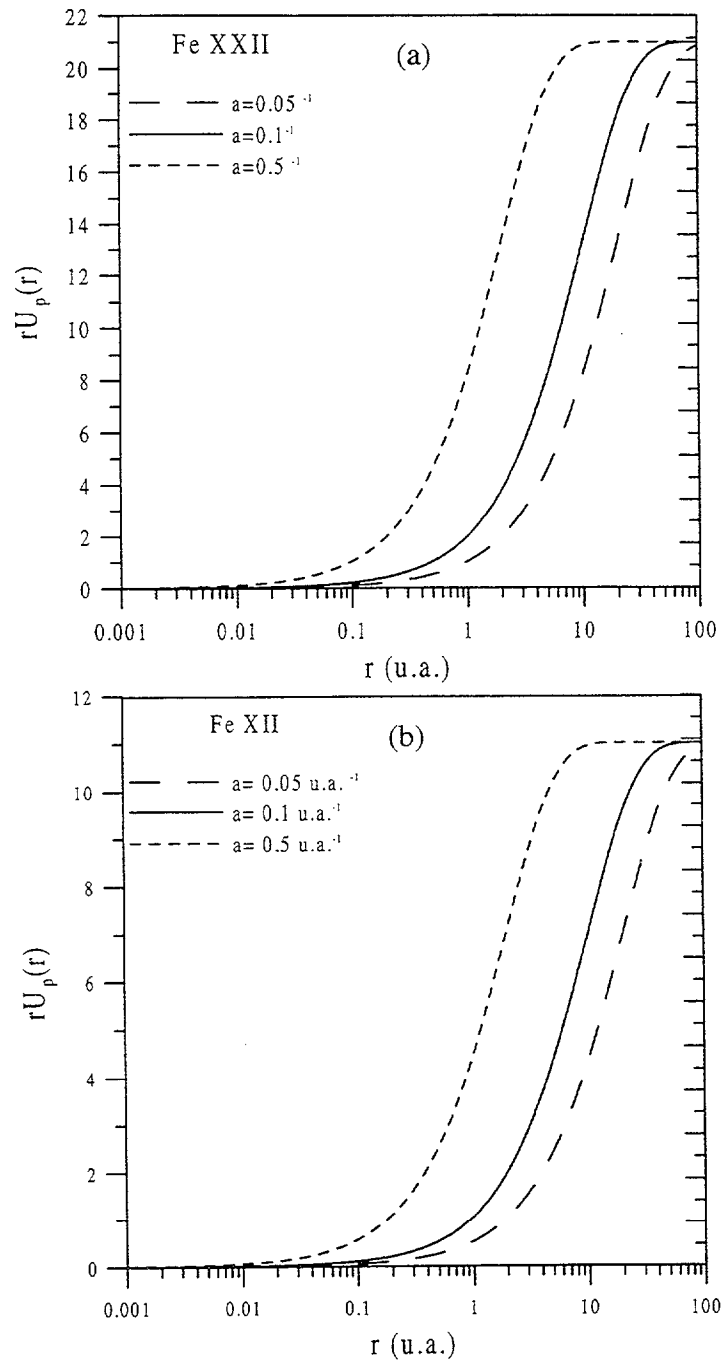 22
20
18
16
14
12
10
8
6
4
2
0
rUp(r)
Fe XXII
(a)
a=0.05 -1
a=0.1-1
a=0.5 -1
0.001 0.01 0.1 1 10 100
r (u.a.)
12
10
8
6
4
2
0
rUp(r)
Fe XII
(b)
a= 0.05 u.a.-1
a= 0.1 u.a.-1
a= 0.5 u.a.-1
0.001 0.01 0.1 1 10 100
r (u.a.)